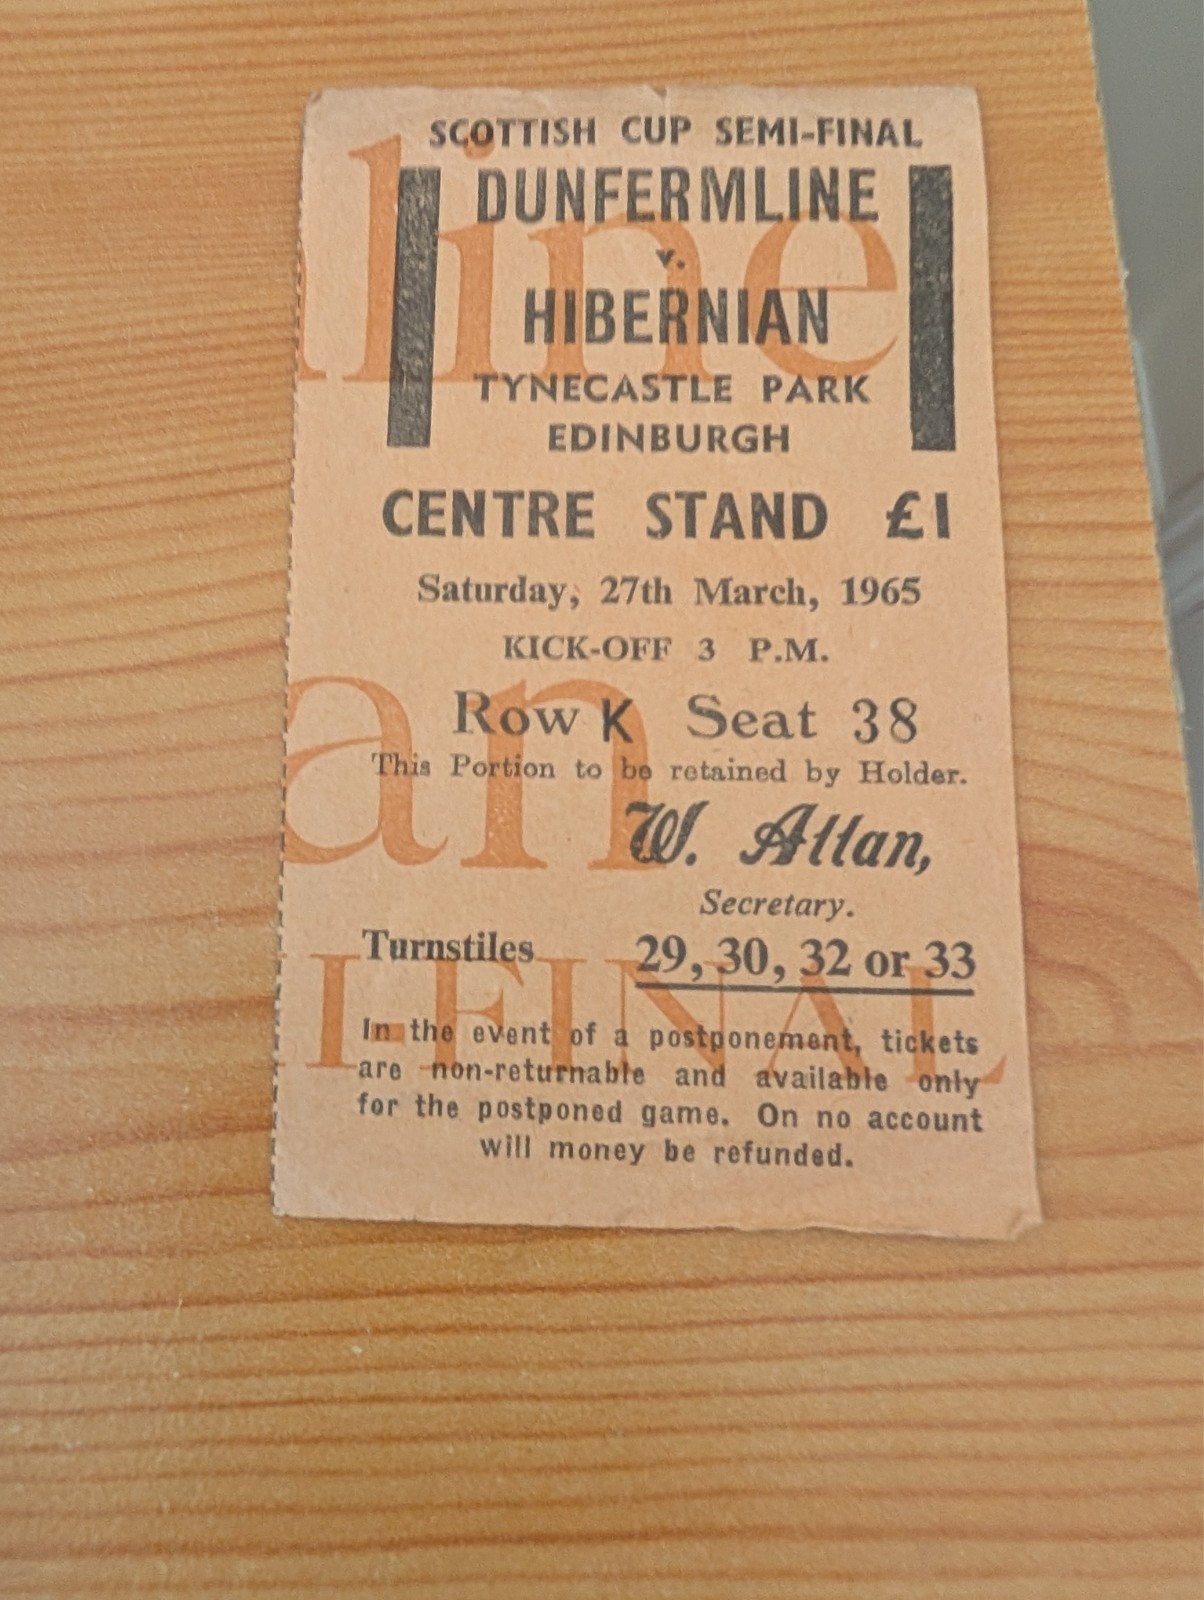 SCOTTISH CUP SEMI-FINAL
DUNFERMLINE
v.
HIBERNIAN
TYNECASTLE PARK
EDINBURGH
CENTRE STAND £1
Saturday, 27th March, 1965
KICK-OFF 3 P.M.
Row K Seat 38
This Portion to be retained by Holder.
W. Allan,
Secretary.
Turnstiles 29, 30, 32 or 33
In the event of a postponement, tickets
are non-returnable and available only
for the postponed game. On no account
will money be refunded.
line
an
I-FINAL